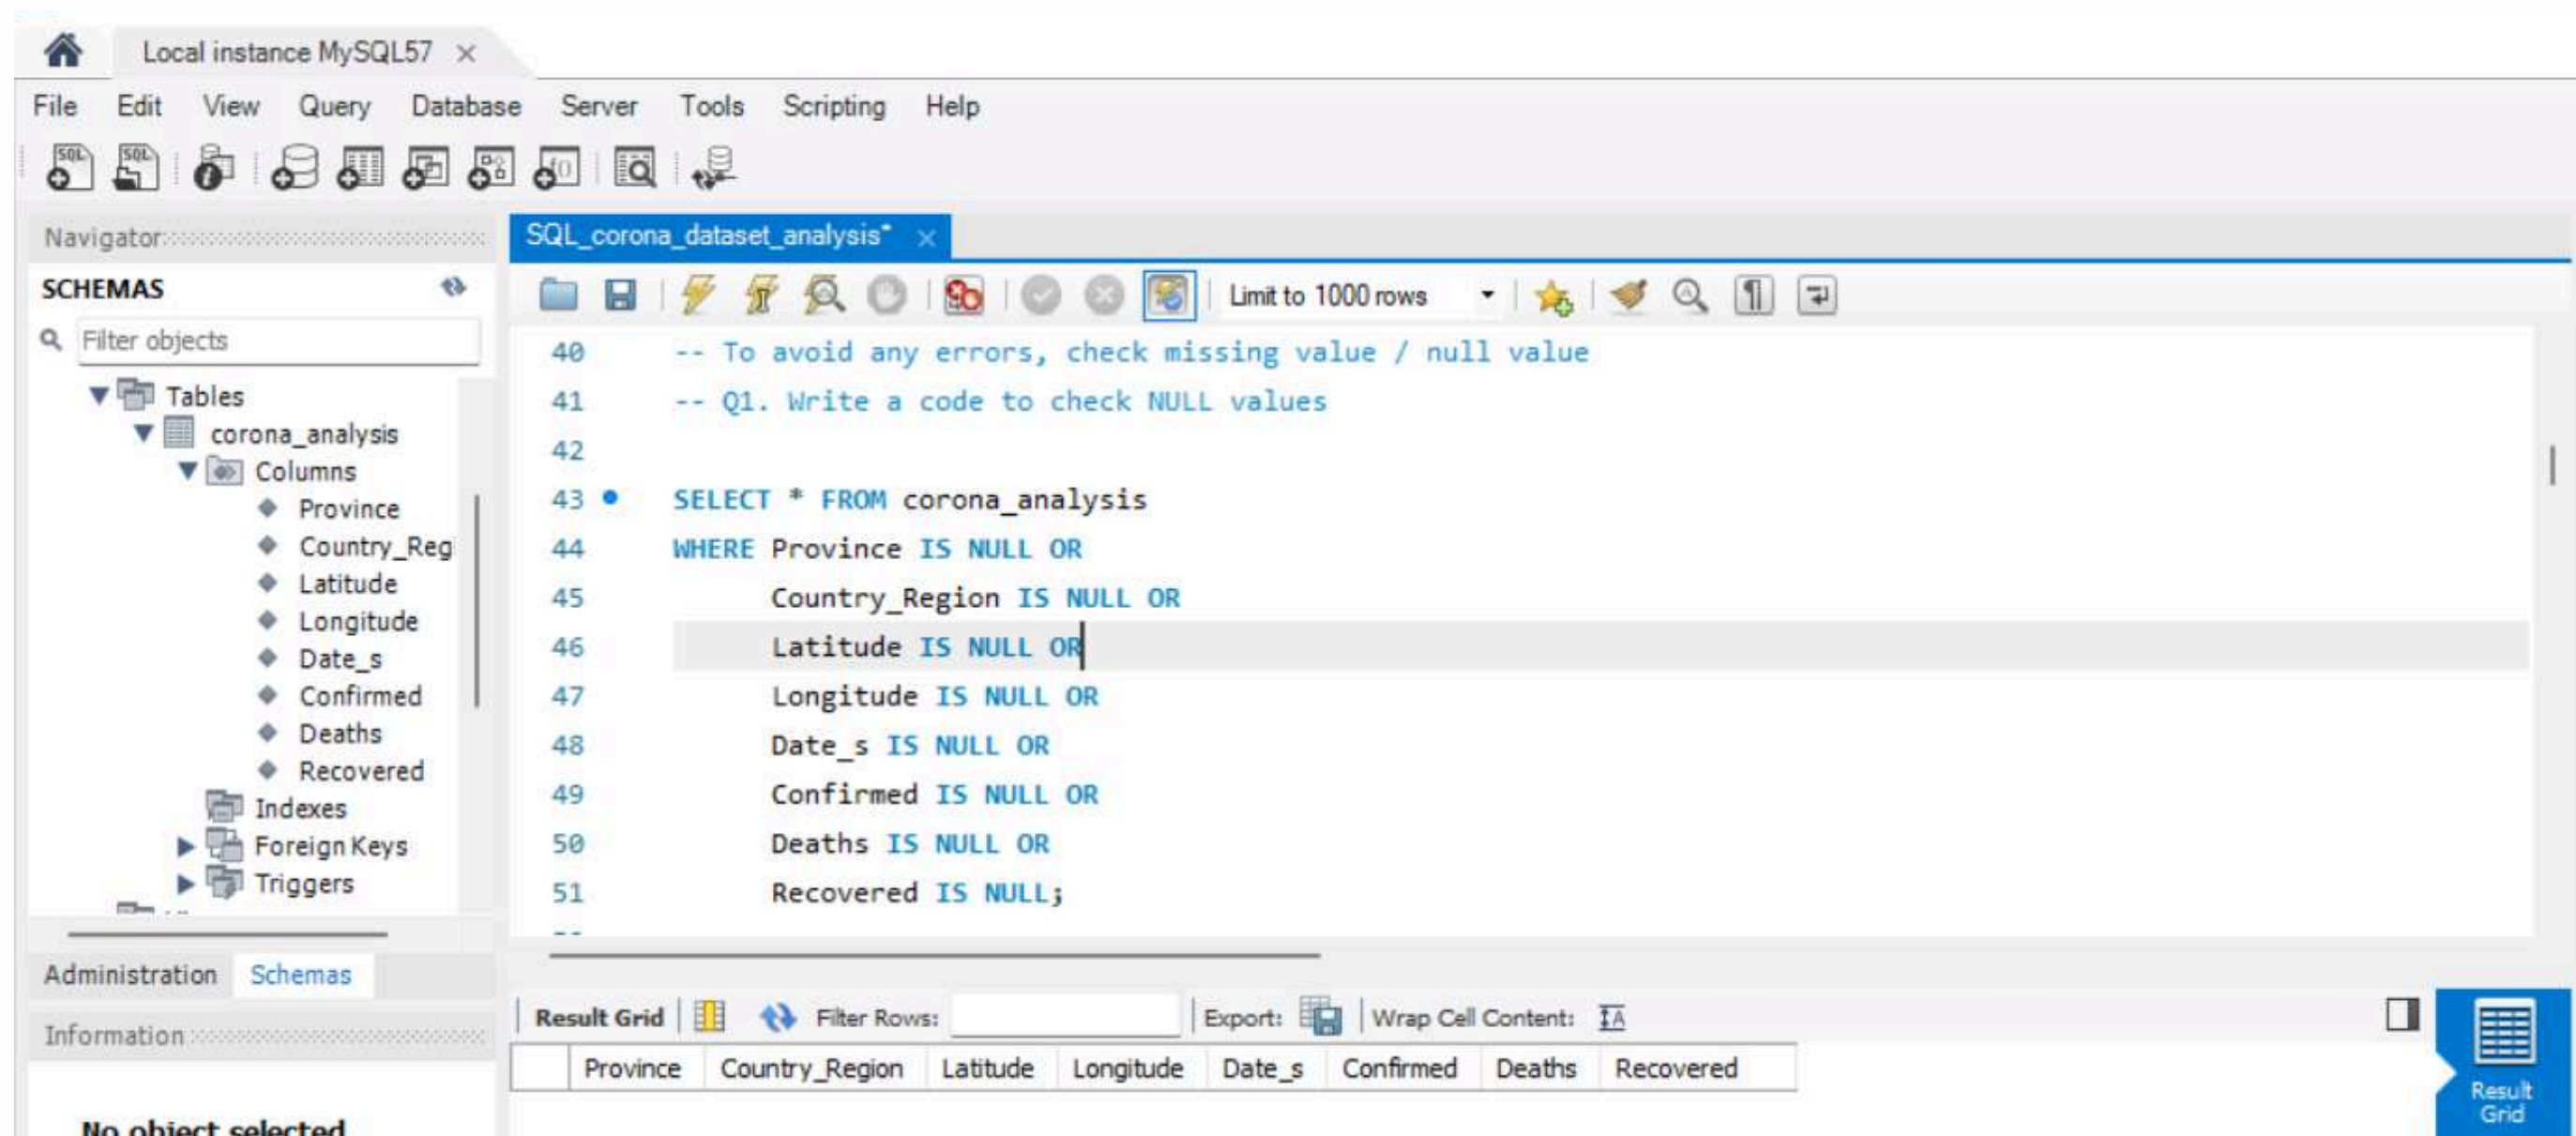 Local instance MySQL57 ×
File Edit View Query Database Server Tools Scripting Help
Navigator
SCHEMAS
Filter objects
Tables
corona_analysis
Columns
Province
Country_Reg
Latitude
Longitude
Date_s
Confirmed
Deaths
Recovered
Indexes
Foreign Keys
Triggers
Administration Schemas
Information
No object selected
SQL_corona_dataset_analysis* ×
Limit to 1000 rows
40 -- To avoid any errors, check missing value / null value
41 -- Q1. Write a code to check NULL values
42
43 SELECT * FROM corona_analysis
44 WHERE Province IS NULL OR
45 Country_Region IS NULL OR
46 Latitude IS NULL OR
47 Longitude IS NULL OR
48 Date_s IS NULL OR
49 Confirmed IS NULL OR
50 Deaths IS NULL OR
51 Recovered IS NULL;
Result Grid Filter Rows: Export: Wrap Cell Content:
Province Country_Region Latitude Longitude Date_s Confirmed Deaths Recovered
Result
Grid